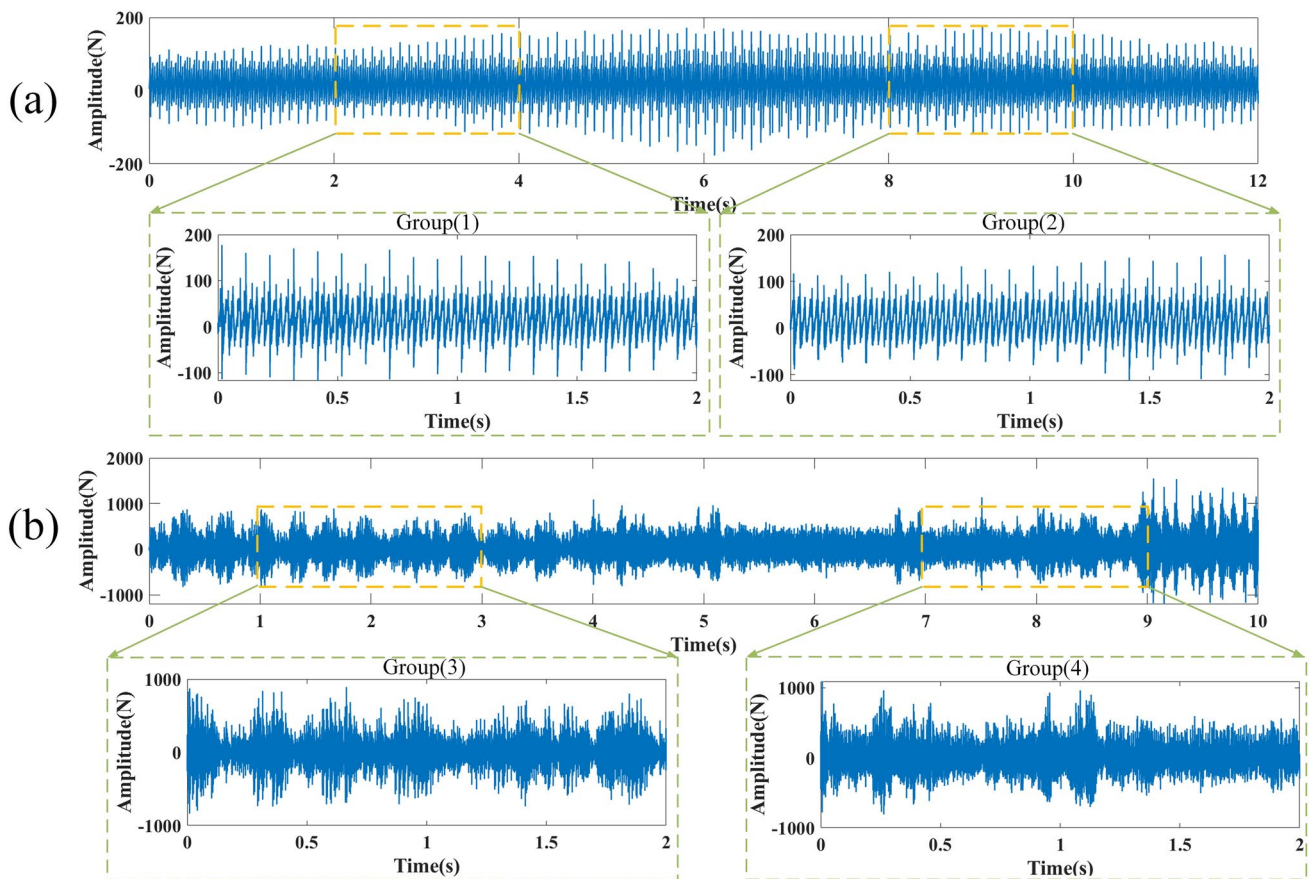 (a)
Amplitude(N)
200
0
-200
0 2 4 6 8 10 12
Time(s)
Group(1)
Amplitude(N)
200
100
0
-100
0 0.5 1 1.5 2
Time(s)
Group(2)
Amplitude(N)
200
100
0
-100
0 0.5 1 1.5 2
Time(s)
(b)
Amplitude(N)
2000
1000
0
-1000
0 1 2 3 4 5 6 7 8 9 10
Time(s)
Group(3)
Amplitude(N)
1000
0
-1000
0 0.5 1 1.5 2
Time(s)
Group(4)
Amplitude(N)
1000
0
-1000
0 0.5 1 1.5 2
Time(s)